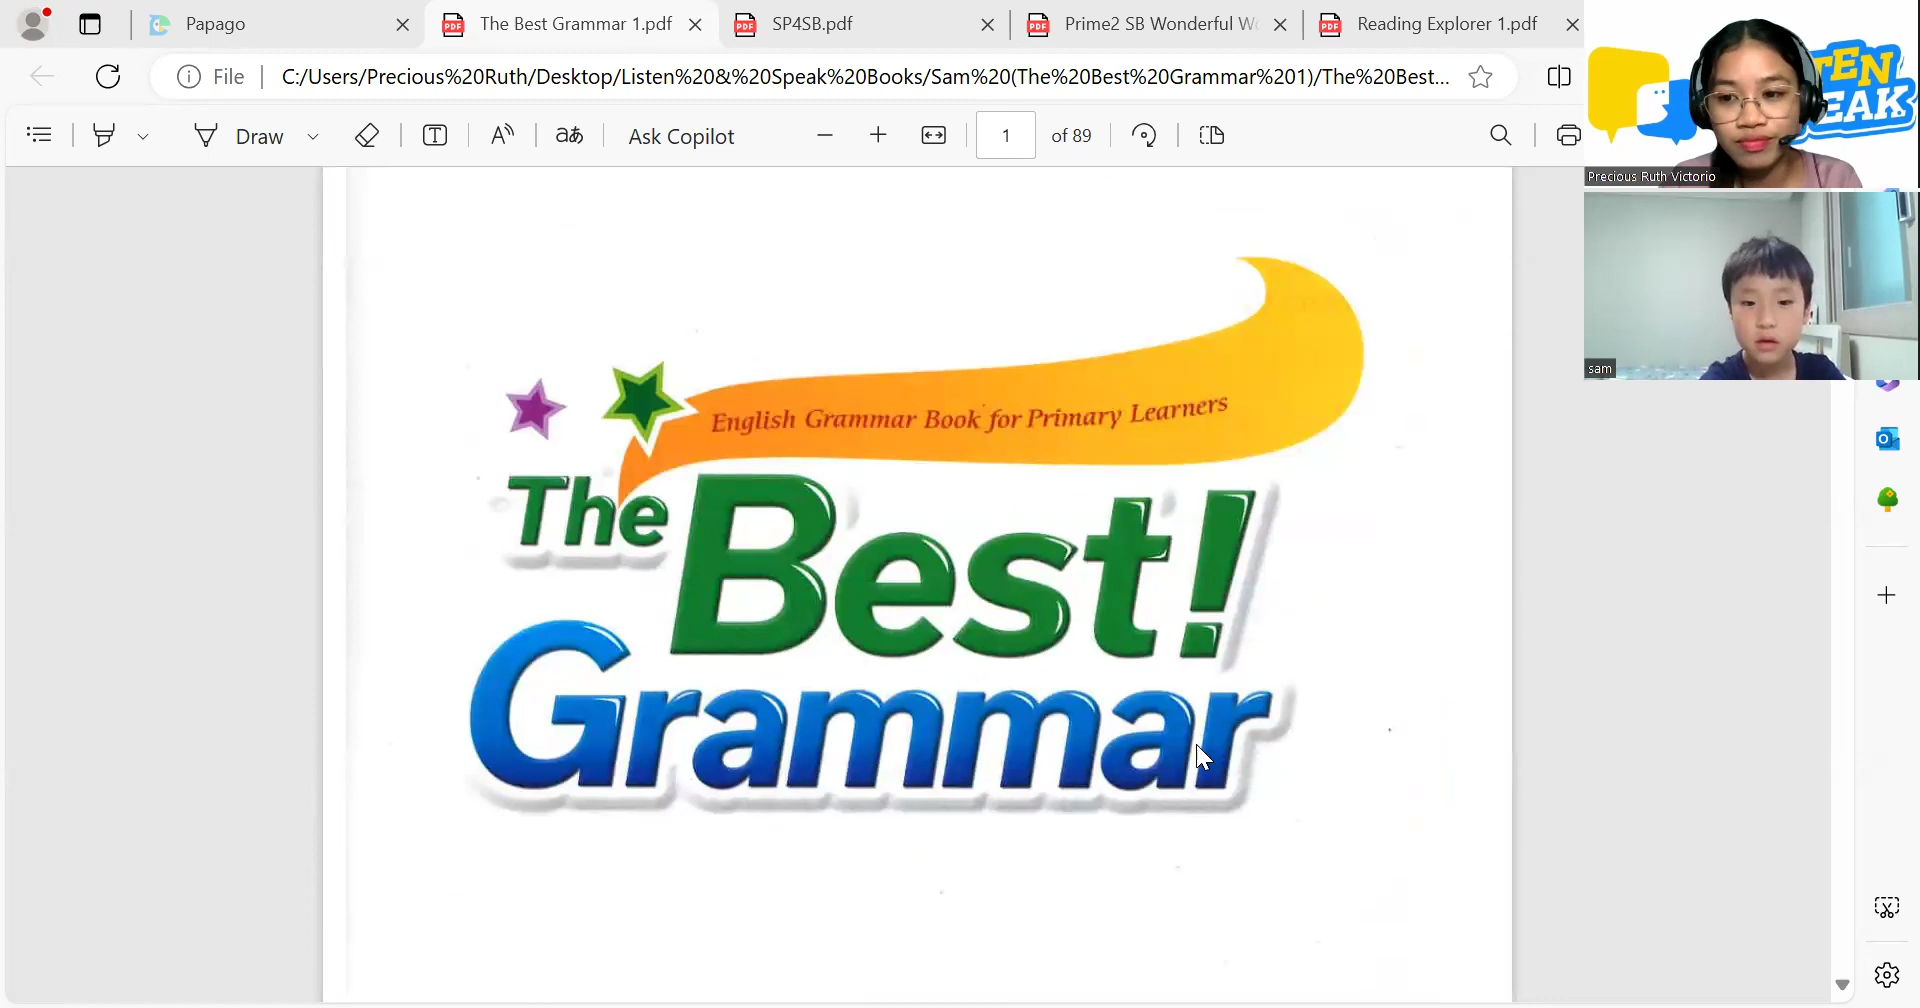 Papago
The Best Grammar 1.pdf
SP4SB.pdf
Prime2 SB Wonderful W
Reading Explorer 1.pdf
File
C:/Users/Precious%20Ruth/Desktop/Listen%20&%20Speak%20Books/Sam%20(The%20Best%20Grammar%201)/The%20Best...
Draw
Ask Copilot
1
of 89
TEN
EAK
Precious Ruth Victorio
sam
English Grammar Book for Primary Learners
The Best!
Grammar